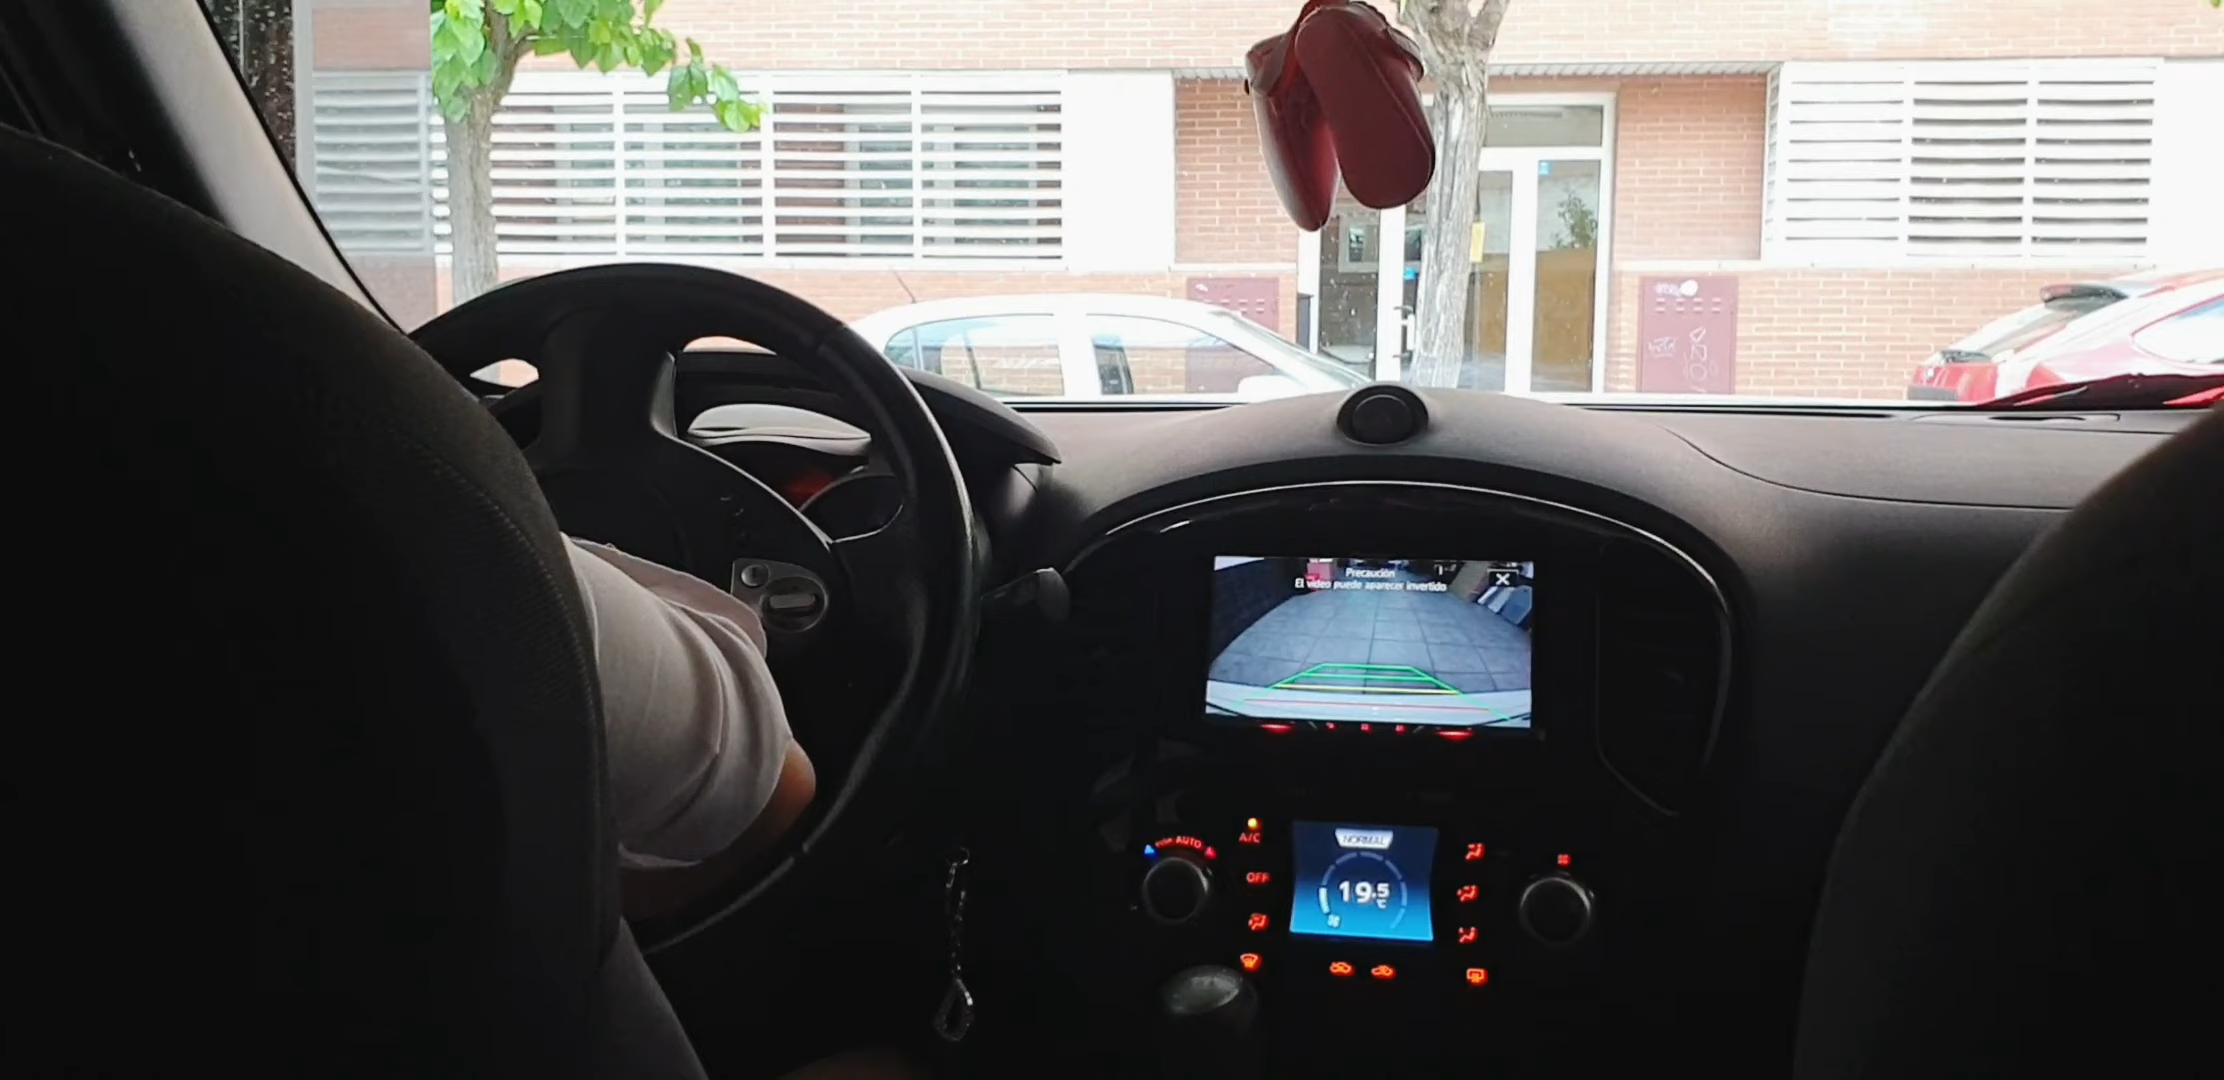 Precaución
El vídeo puede aparecer invertido
AUTO
A/C
NORMAL
OFF
19.5
°C